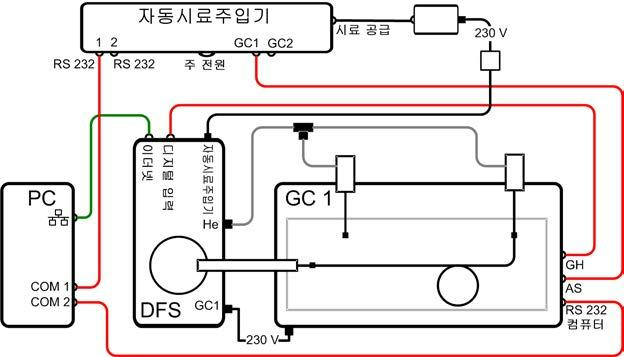 자동시료주입기
1 2 GC1 GC2
RS 232 RS 232 주 전원
시료 공급
230 V
이더넷
디지털 입력
자동시료주입기
He
PC
GC 1
COM 1
COM 2
DFS
GC1
230 V
GH
AS
RS 232
컴퓨터